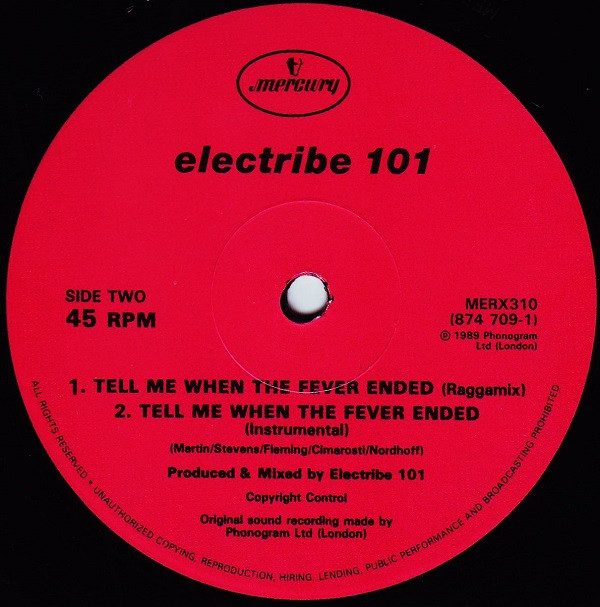 mercury
electribe 101
SIDE TWO
45 RPM
MERX310
(874 709-1)
℗ 1989 Phonogram
Ltd (London)
1. TELL ME WHEN THE FEVER ENDED (Raggamix)
2. TELL ME WHEN THE FEVER ENDED
(Instrumental)
(Martin/Stevens/Fleming/Cimarosti/Nordhoff)
Produced & Mixed by Electribe 101
Copyright Control
Original sound recording made by
Phonogram Ltd (London)
ALL RIGHTS RESERVED • UNAUTHORIZED COPYING, REPRODUCTION, HIRING, LENDING, PUBLIC PERFORMANCE AND BROADCASTING PROHIBITED